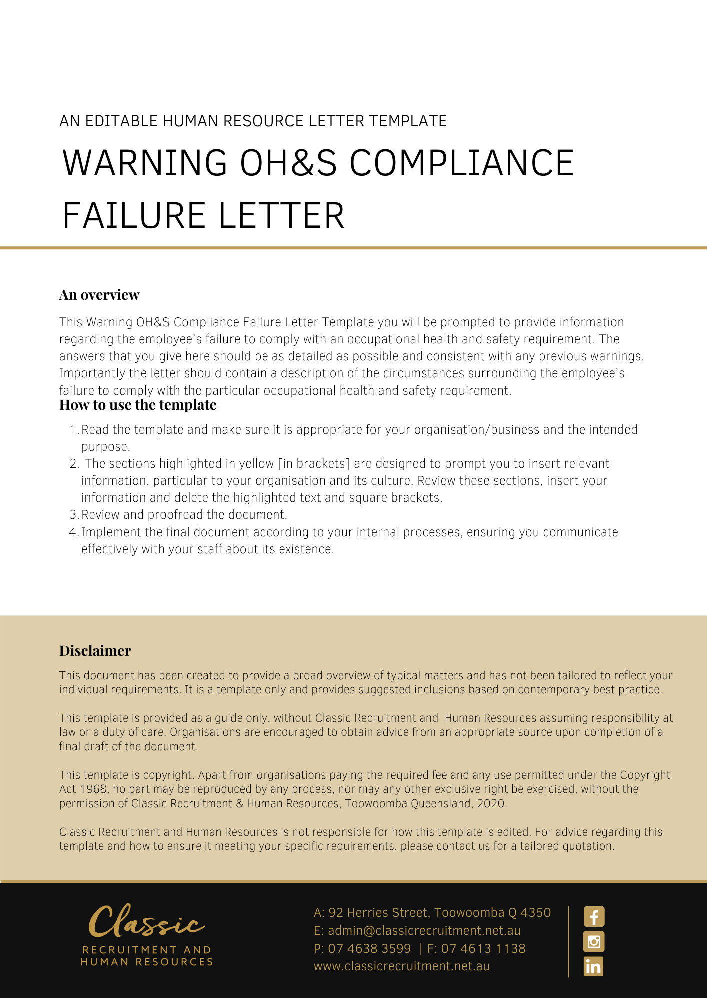 AN EDITABLE HUMAN RESOURCE LETTER TEMPLATE
WARNING OH&S COMPLIANCE
FAILURE LETTER
An overview
This Warning OH&S Compliance Failure Letter Template you will be prompted to provide information
regarding the employee's failure to comply with an occupational health and safety requirement. The
answers that you give here should be as detailed as possible and consistent with any previous warnings.
Importantly the letter should contain a description of the circumstances surrounding the employee's
failure to comply with the particular occupational health and safety requirement.
How to use the template
1. Read the template and make sure it is appropriate for your organisation/business and the intended
purpose.
2. The sections highlighted in yellow [in brackets] are designed to prompt you to insert relevant
information, particular to your organisation and its culture. Review these sections, insert your
information and delete the highlighted text and square brackets.
3. Review and proofread the document.
4. Implement the final document according to your internal processes, ensuring you communicate
effectively with your staff about its existence.
Disclaimer
This document has been created to provide a broad overview of typical matters and has not been tailored to reflect your
individual requirements. It is a template only and provides suggested inclusions based on contemporary best practice.
This template is provided as a guide only, without Classic Recruitment and Human Resources assuming responsibility at
law or a duty of care. Organisations are encouraged to obtain advice from an appropriate source upon completion of a
final draft of the document.
This template is copyright. Apart from organisations paying the required fee and any use permitted under the Copyright
Act 1968, no part may be reproduced by any process, nor may any other exclusive right be exercised, without the
permission of Classic Recruitment & Human Resources, Toowoomba Queensland, 2020.
Classic Recruitment and Human Resources is not responsible for how this template is edited. For advice regarding this
template and how to ensure it meeting your specific requirements, please contact us for a tailored quotation.
Classic
RECRUITMENT AND
HUMAN RESOURCES
A: 92 Herries Street, Toowoomba Q 4350
E: admin@classicrecruitment.net.au
P: 07 4638 3599 | F: 07 4613 1138
www.classicrecruitment.net.au
f
in